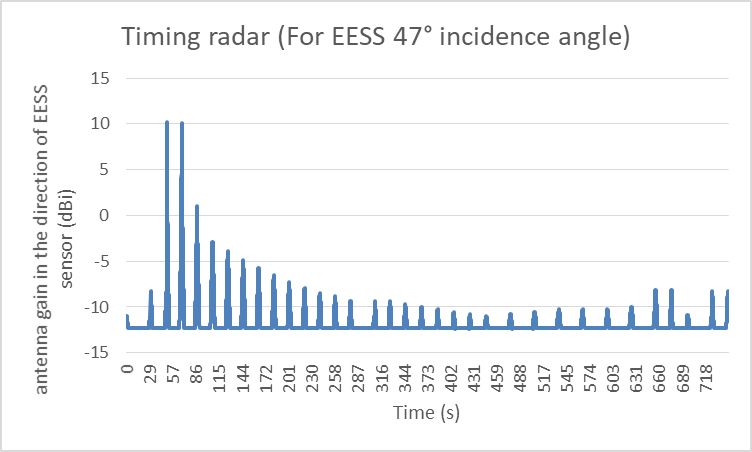 Timing radar (For EESS 47° incidence angle)
antenna gain in the direction of EESS
sensor (dBi)
15
10
5
0
-5
-10
-15
0 29 57 86 115 144 172 201 230 258 287 316 344 373 402 431 459 488 517 545 574 603 631 660 689 718
Time (s)